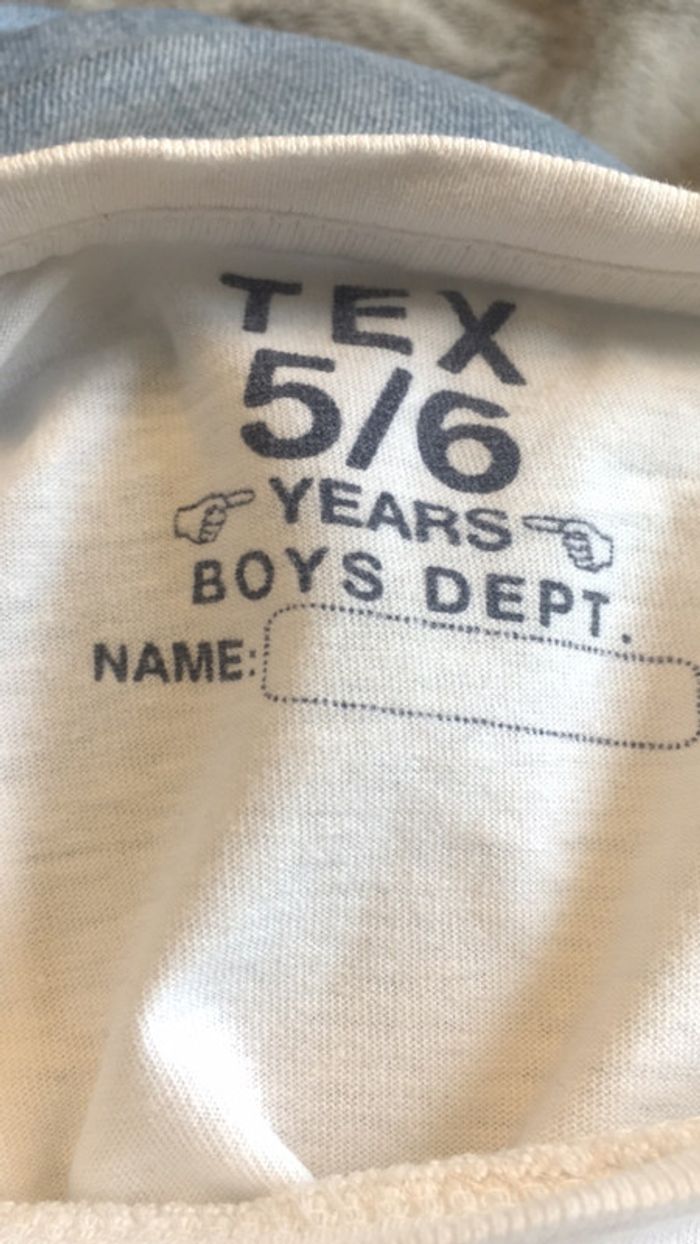 TEX
5/6
YEARS
BOYS DEPT.
NAME: